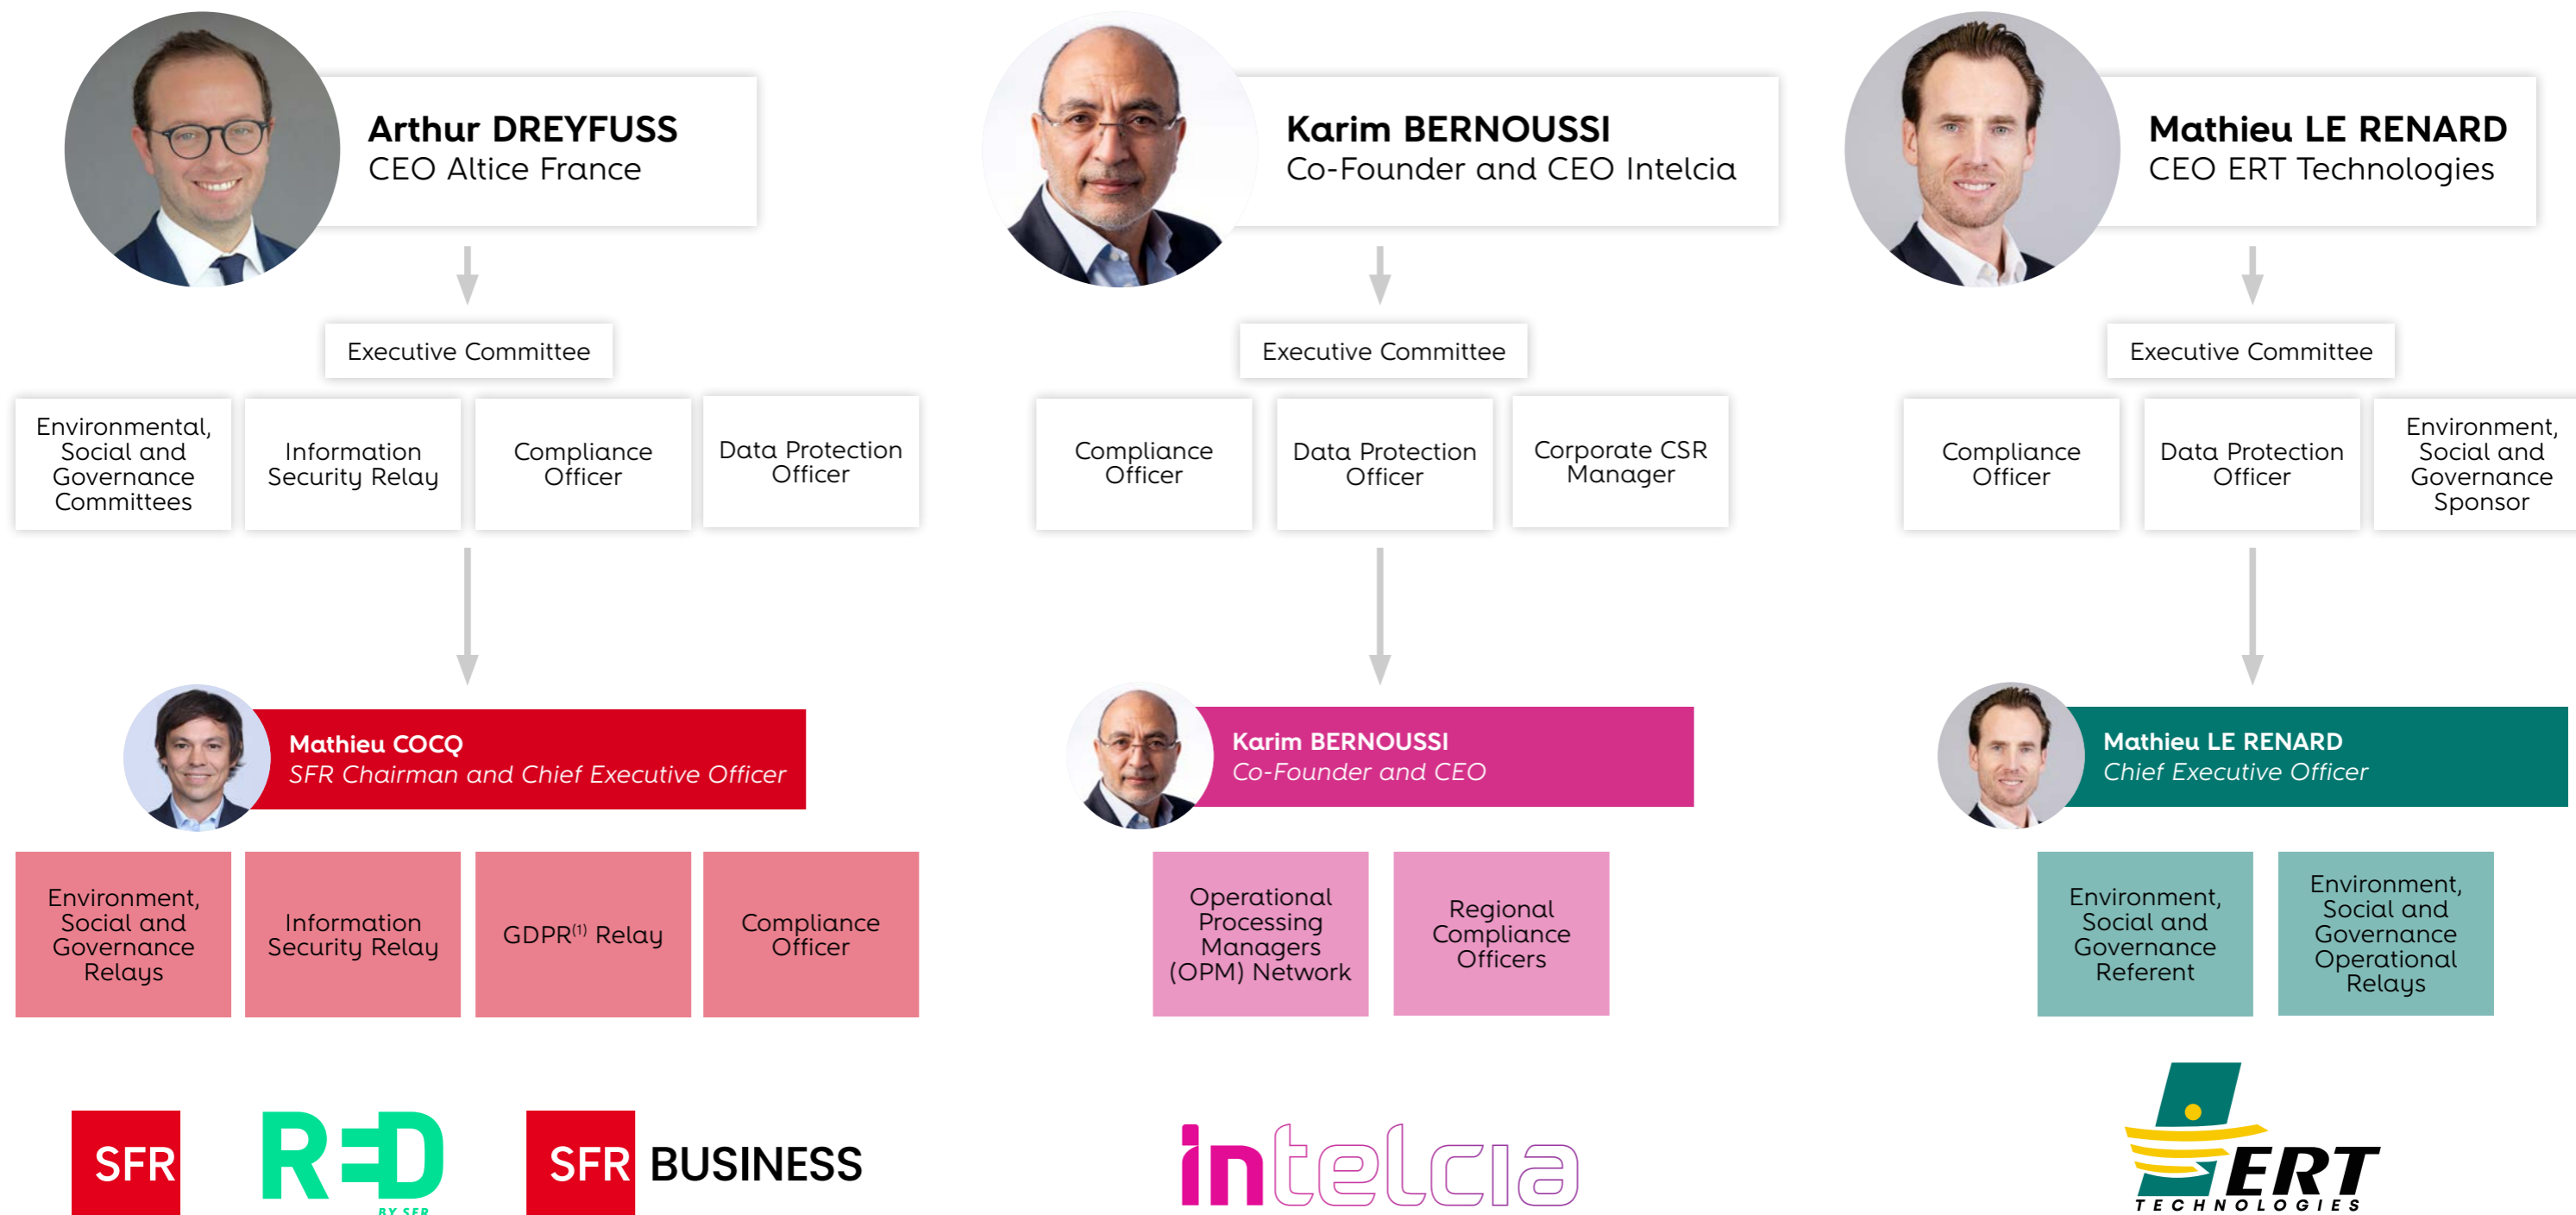 Arthur DREYFUSS
CEO Altice France
Karim BERNOUSSI
Co-Founder and CEO Intelcia
Mathieu LE RENARD
CEO ERT Technologies
Executive Committee
Executive Committee
Executive Committee
Environmental,
Social and
Governance
Committees
Information
Security Relay
Compliance
Officer
Data Protection
Officer
Compliance
Officer
Data Protection
Officer
Corporate CSR
Manager
Compliance
Officer
Data Protection
Officer
Environment,
Social and
Governance
Sponsor
Mathieu COCQ
SFR Chairman and Chief Executive Officer
Karim BERNOUSSI
Co-Founder and CEO
Mathieu LE RENARD
Chief Executive Officer
Environment,
Social and
Governance
Relays
Information
Security Relay
GDPR(1) Relay
Compliance
Officer
Operational
Processing
Managers
(OPM) Network
Regional
Compliance
Officers
Environment,
Social and
Governance
Referent
Environment,
Social and
Governance
Operational
Relays
SFR
RED
BY SFR
SFR BUSINESS
intelcia
ERT
TECHNOLOGIES